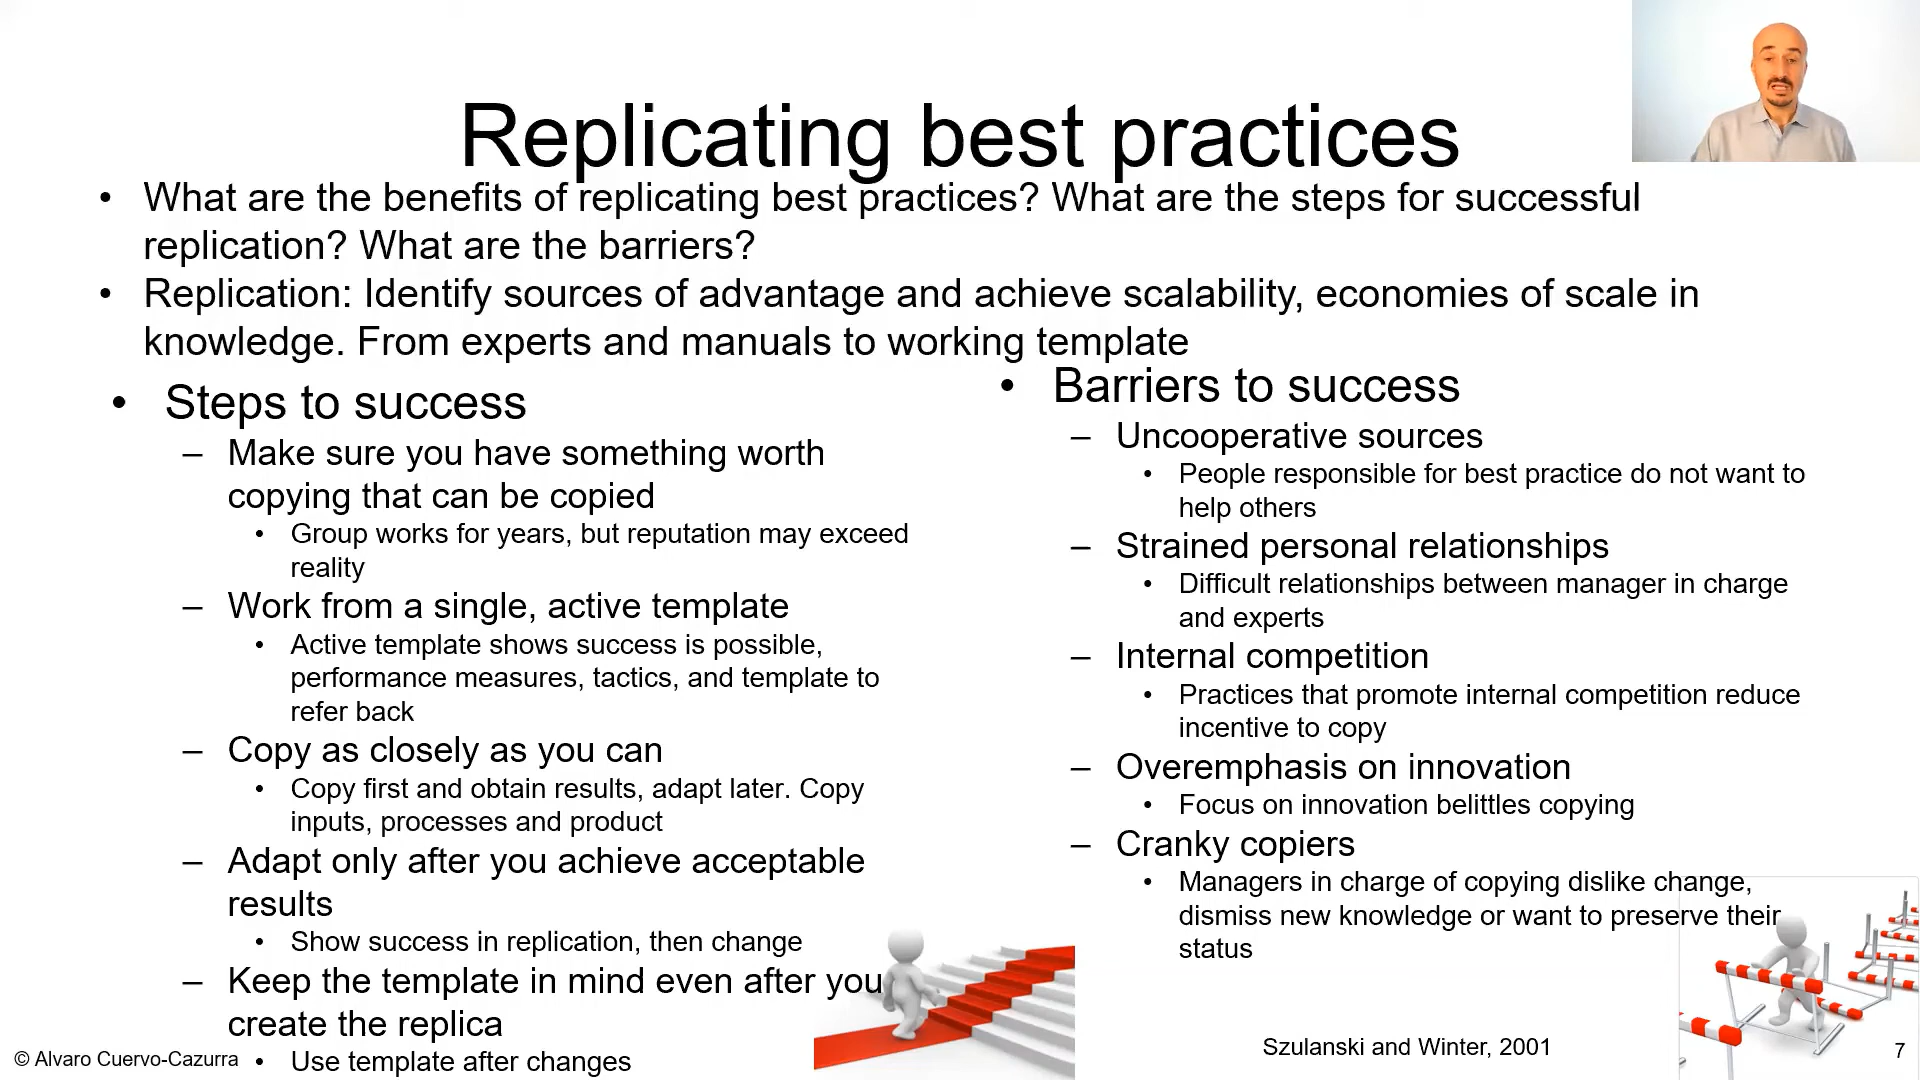 Replicating best practices
• What are the benefits of replicating best practices? What are the steps for successful
replication? What are the barriers?
• Replication: Identify sources of advantage and achieve scalability, economies of scale in
knowledge. From experts and manuals to working template
• Steps to success
– Make sure you have something worth
copying that can be copied
• Group works for years, but reputation may exceed
reality
– Work from a single, active template
• Active template shows success is possible,
performance measures, tactics, and template to
refer back
– Copy as closely as you can
• Copy first and obtain results, adapt later. Copy
inputs, processes and product
– Adapt only after you achieve acceptable
results
• Show success in replication, then change
– Keep the template in mind even after you
create the replica
• Use template after changes
• Barriers to success
– Uncooperative sources
• People responsible for best practice do not want to
help others
– Strained personal relationships
• Difficult relationships between manager in charge
and experts
– Internal competition
• Practices that promote internal competition reduce
incentive to copy
– Overemphasis on innovation
• Focus on innovation belittles copying
– Cranky copiers
• Managers in charge of copying dislike change,
dismiss new knowledge or want to preserve their
status
Szulanski and Winter, 2001
© Alvaro Cuervo-Cazurra
7